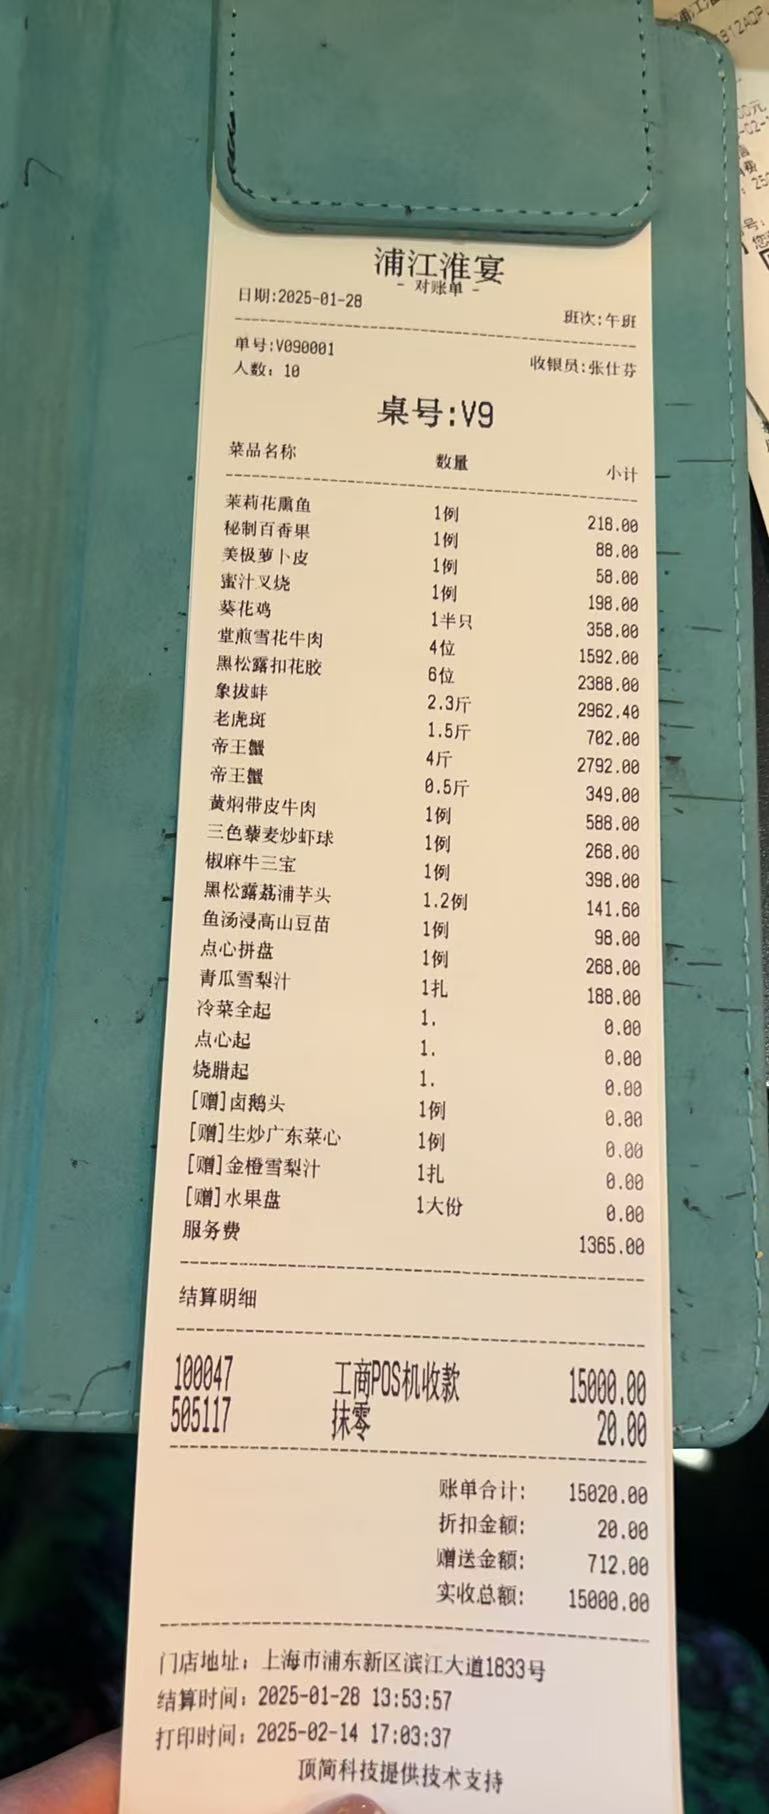 浦江淮宴
- 对账单 -
日期:2025-01-28 班次:午班
单号:V090001 收银员:张仕芬
人数: 10
桌号:V9
菜品名称 数量 小计
茉莉花熏鱼 1例 218.00
秘制百香果 1例 88.00
美极萝卜皮 1例 58.00
蜜汁叉烧 1例 198.00
葵花鸡 1半只 358.00
堂煎雪花牛肉 4位 1592.00
黑松露扣花胶 6位 2388.00
象拔蚌 2.3斤 2962.40
老虎斑 1.5斤 702.00
帝王蟹 4斤 2792.00
帝王蟹 0.5斤 349.00
黄焖带皮牛肉 1例 588.00
三色藜麦炒虾球 1例 268.00
椒麻牛三宝 1例 398.00
黑松露荔浦芋头 1.2例 141.60
鱼汤浸高山豆苗 1例 98.00
点心拼盘 1例 268.00
青瓜雪梨汁 1扎 188.00
冷菜全起 1. 0.00
点心起 1. 0.00
烧腊起 1. 0.00
[赠]卤鹅头 1例 0.00
[赠]生炒广东菜心 1例 0.00
[赠]金橙雪梨汁 1扎 0.00
[赠]水果盘 1大份 0.00
服务费 1365.00
结算明细
100047 工商POS机收款 15000.00
505117 抹零 20.00
账单合计: 15020.00
折扣金额: 20.00
赠送金额: 712.00
实收总额: 15000.00
门店地址: 上海市浦东新区滨江大道1833号
结算时间: 2025-01-28 13:53:57
打印时间: 2025-02-14 17:03:37
顶简科技提供技术支持